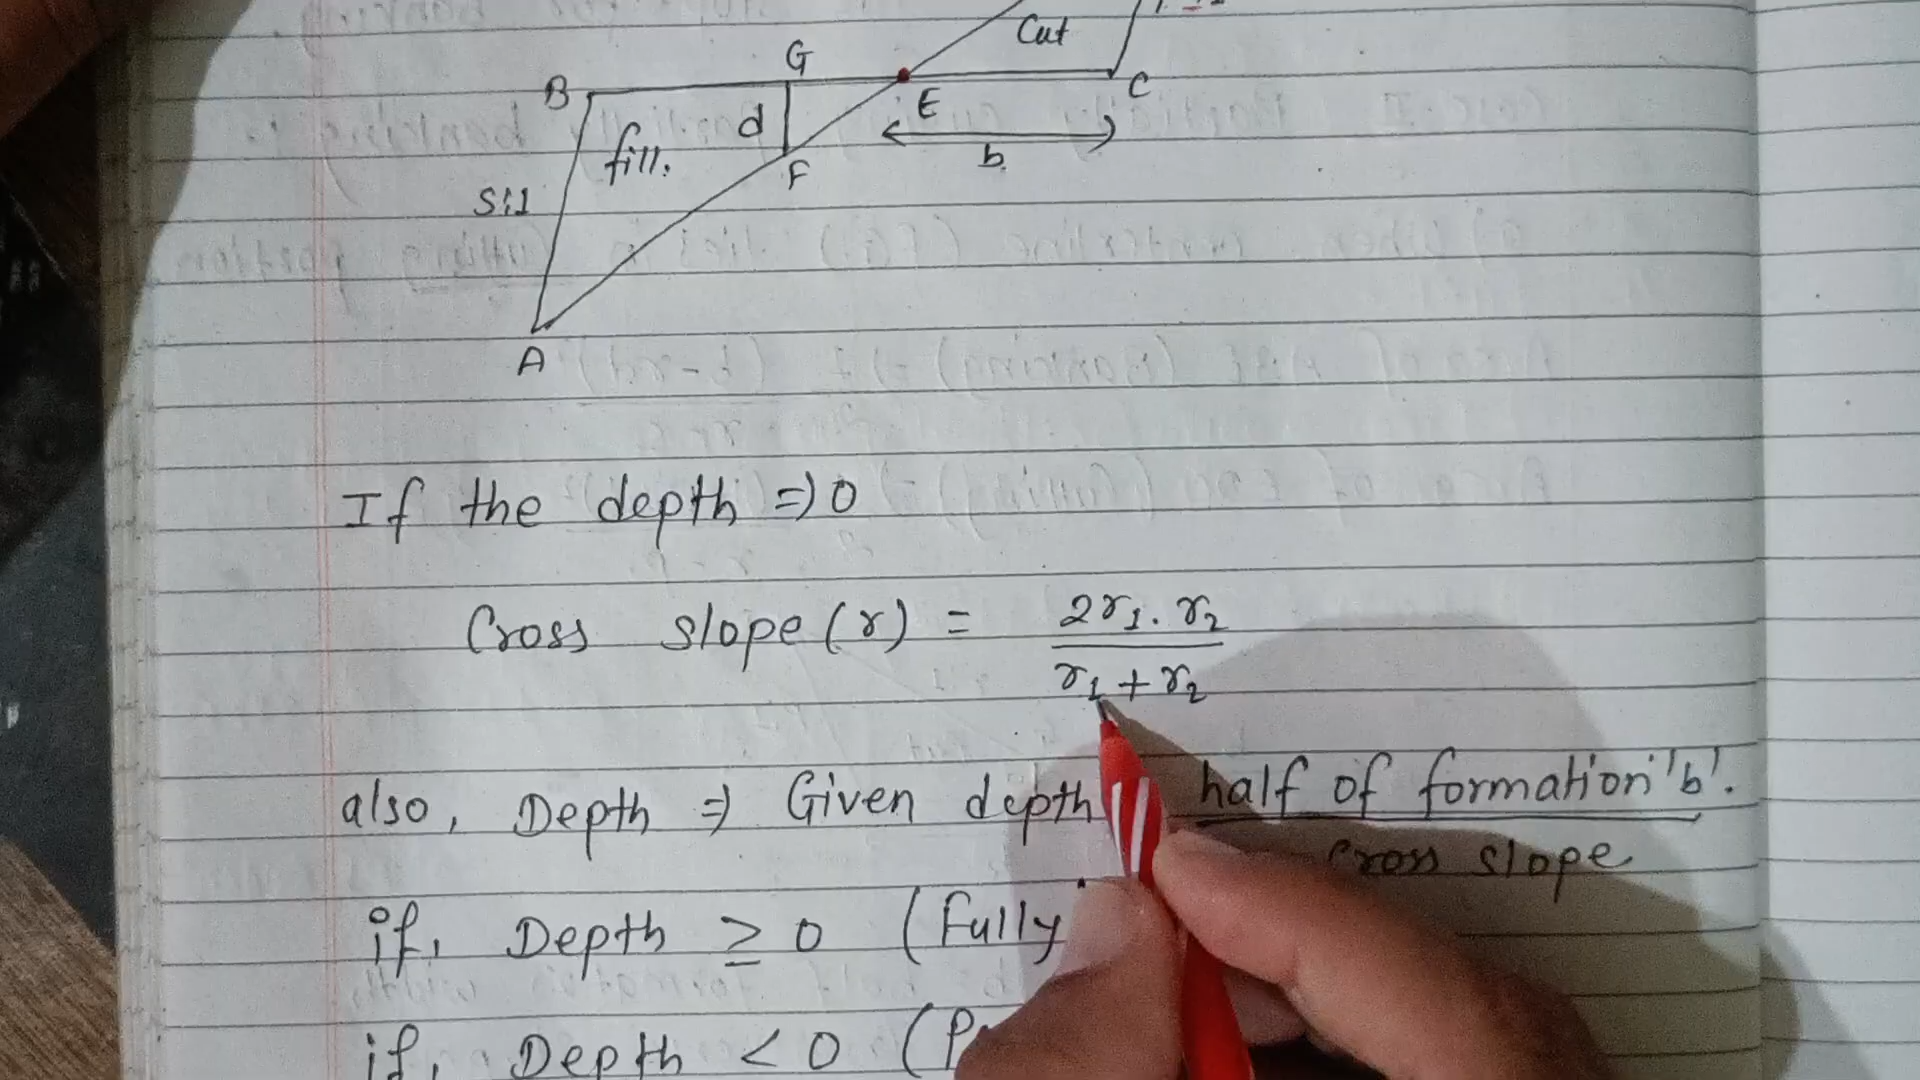 Cut
G
B
C
E
d
fill.
b
F
S:1
A
If the depth => 0
Cross slope (r) = 2r1. r2 / r1 + r2
also, Depth => Given depth half of formation 'b'.
Cross slope
if, Depth ≥ 0 (Fully
if, Depth < 0 (P